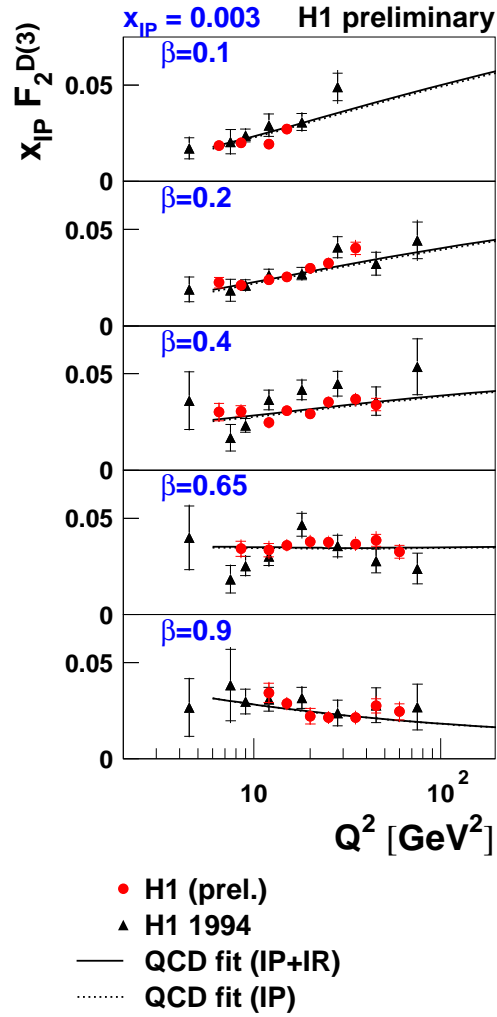 x_IP = 0.003 H1 preliminary
x_IP F_2^D(3)
β=0.1
0.05
0
β=0.2
0.05
0
β=0.4
0.05
0
β=0.65
0.05
0
β=0.9
0.05
0
10 10^2
Q^2 [GeV^2]
H1 (prel.)
H1 1994
QCD fit (IP+IR)
QCD fit (IP)